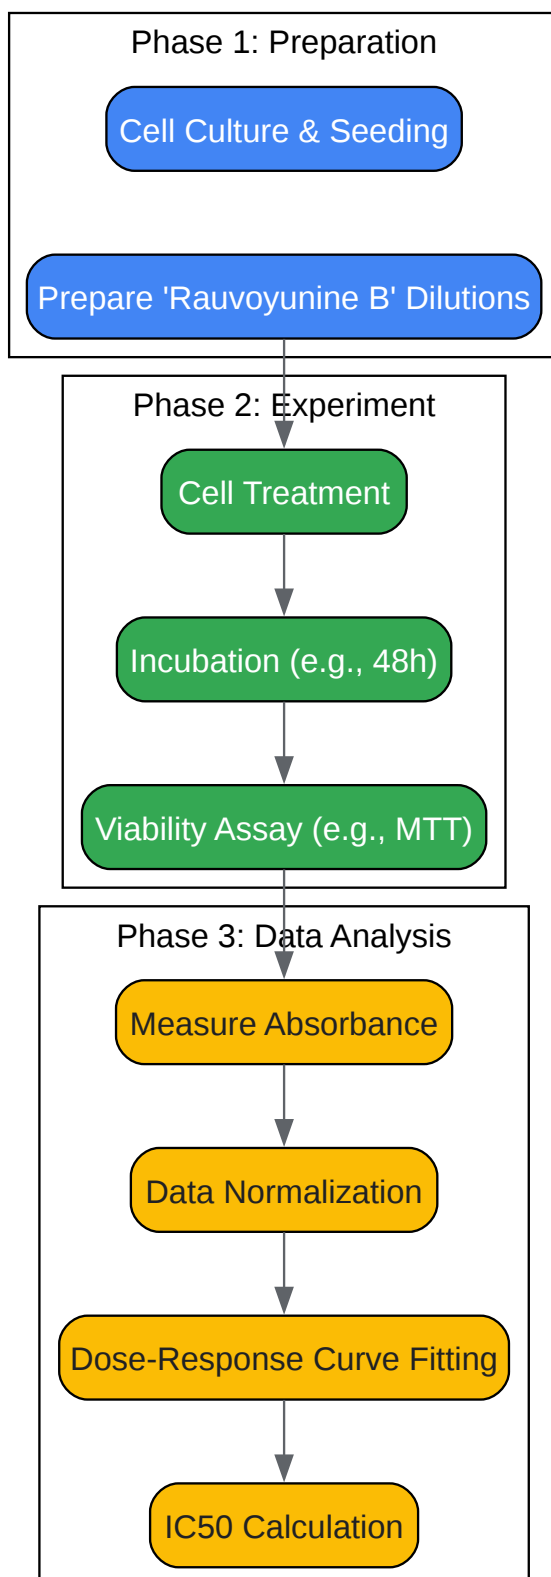 Phase 1: Preparation
Cell Culture & Seeding
Prepare 'Rauvoyunine B' Dilutions
Phase 2: Experiment
Cell Treatment
Incubation (e.g., 48h)
Viability Assay (e.g., MTT)
Phase 3: Data Analysis
Measure Absorbance
Data Normalization
Dose-Response Curve Fitting
IC50 Calculation